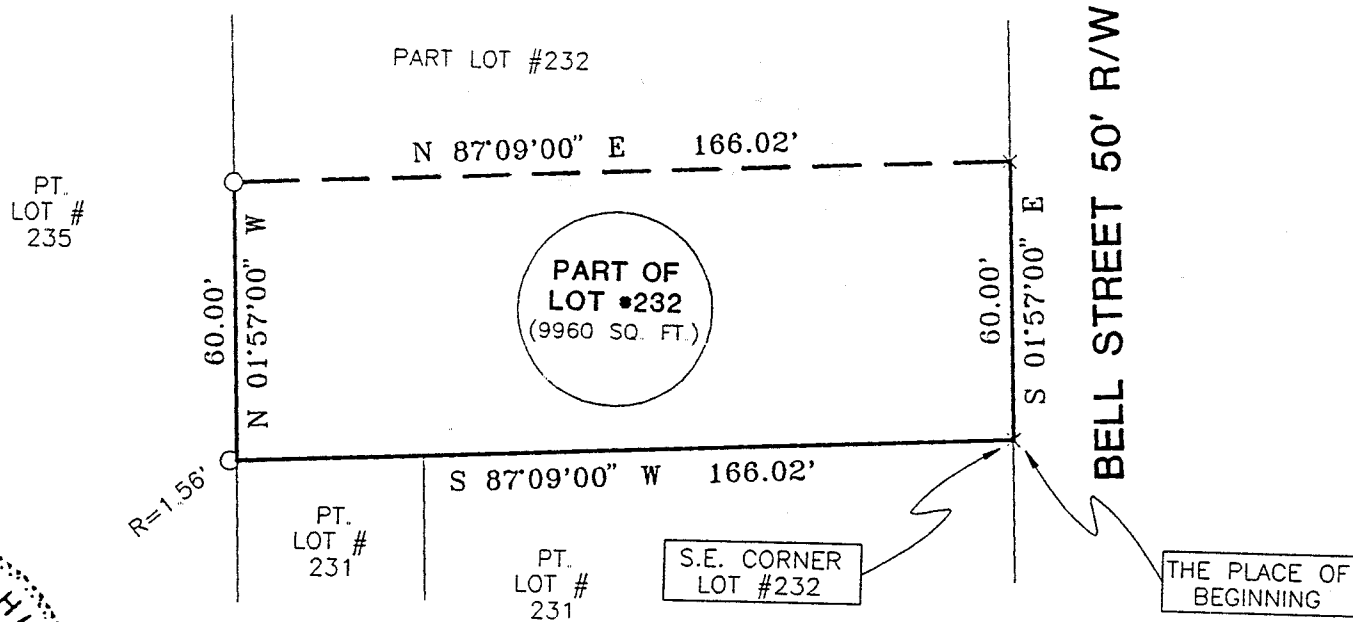 PART LOT #232
BELL STREET 50' R/W
N 87°09'00" E 166.02'
PT.
LOT #
235
N 01°57'00" W
60.00'
PART OF
LOT #232
(9960 SQ. FT.)
60.00'
S 01°57'00" E
S 87°09'00" W 166.02'
R=1.56'
PT.
LOT #
231
PT.
LOT #
231
S.E. CORNER
LOT #232
THE PLACE OF
BEGINNING